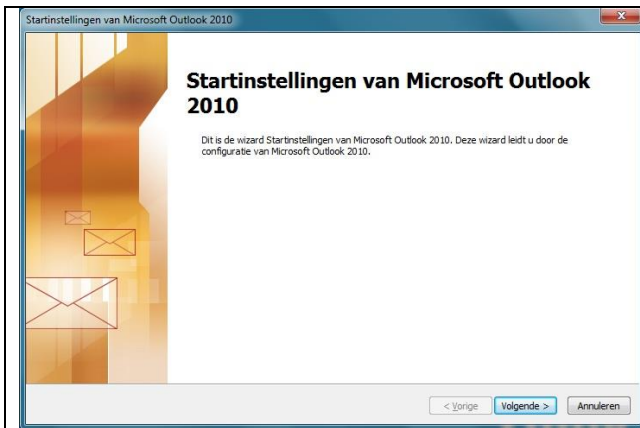 Startinstellingen van Microsoft Outlook 2010
Startinstellingen van Microsoft Outlook
2010
Dit is de wizard Startinstellingen van Microsoft Outlook 2010. Deze wizard leidt u door de
configuratie van Microsoft Outlook 2010.
< Vorige
Volgende >
Annuleren